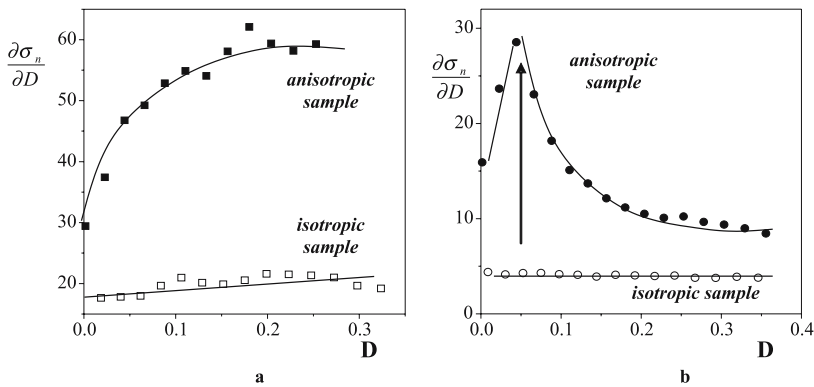 ∂σₙ/∂D
60
50
40
30
20
0.0 0.1 0.2 0.3
anisotropic
sample
isotropic
sample
D
a
∂σₙ/∂D
30
20
10
0
0.0 0.1 0.2 0.3 0.4
anisotropic
sample
isotropic sample
D
b